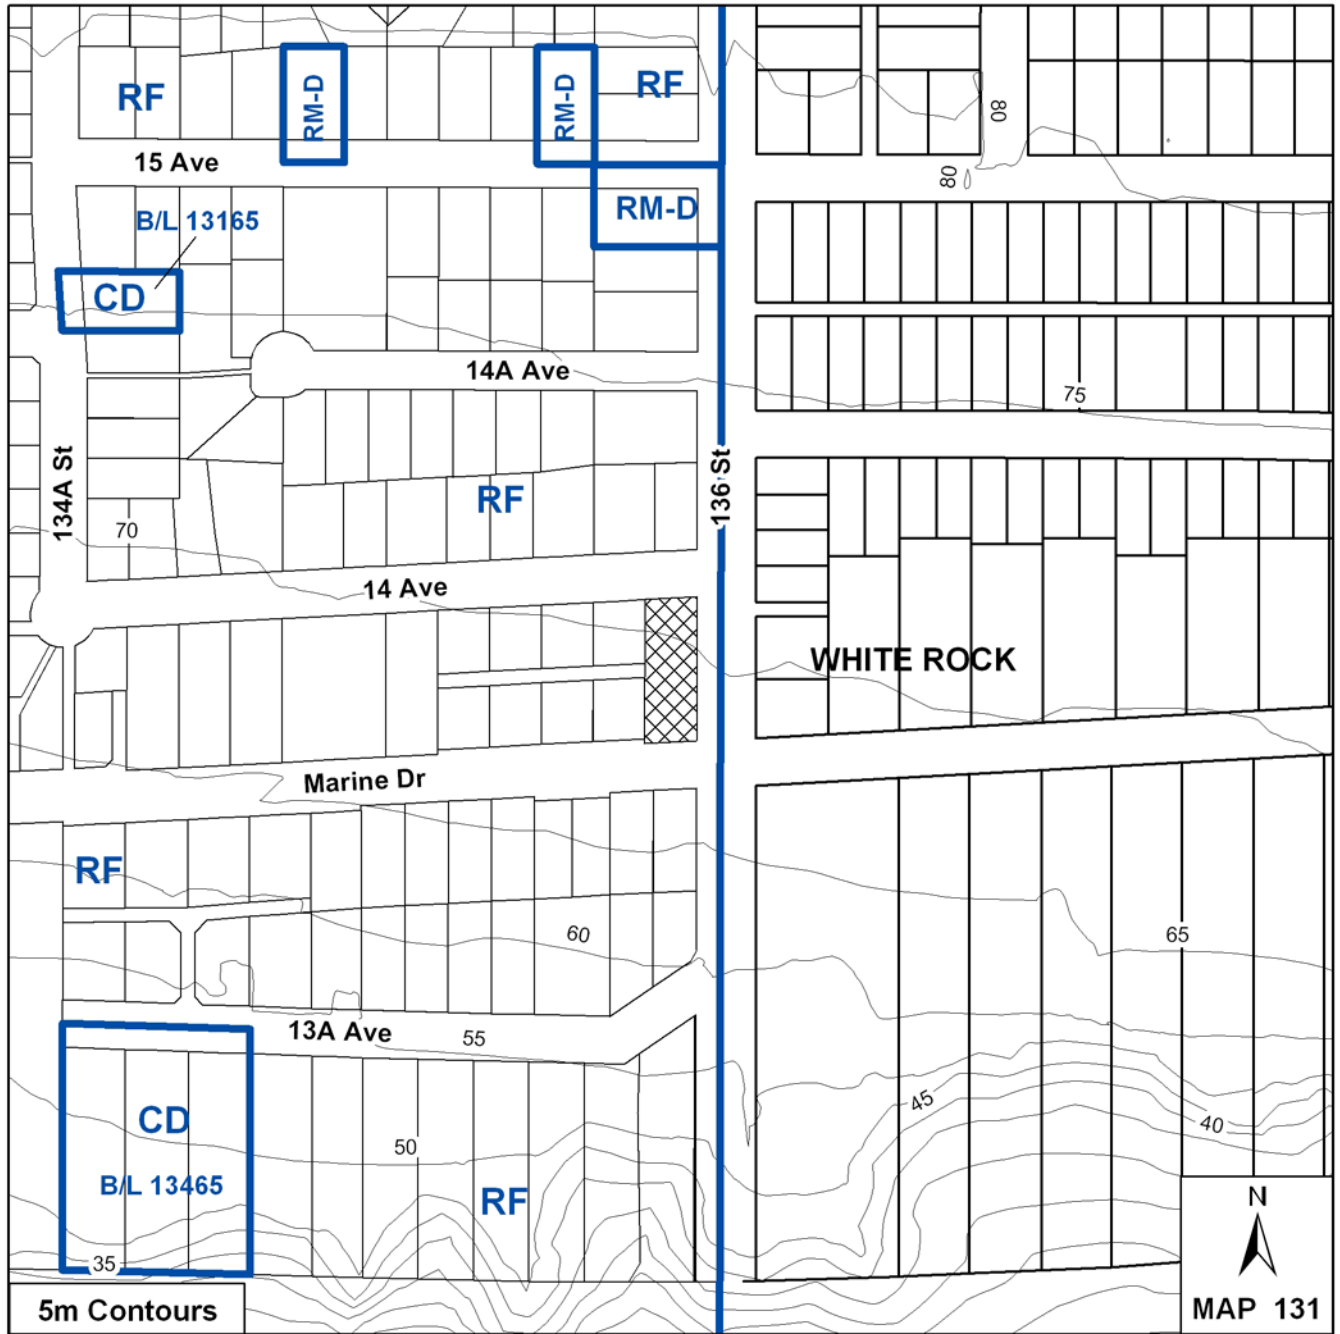 RF
RM-D
RM-D
RF
80
15 Ave
80
B/L 13165
RM-D
CD
14A Ave
75
134A St
136 St
RF
70
14 Ave
WHITE ROCK
Marine Dr
RF
60
65
13A Ave
55
45
CD
40
50
B/L 13465
RF
N
35
5m Contours
MAP 131